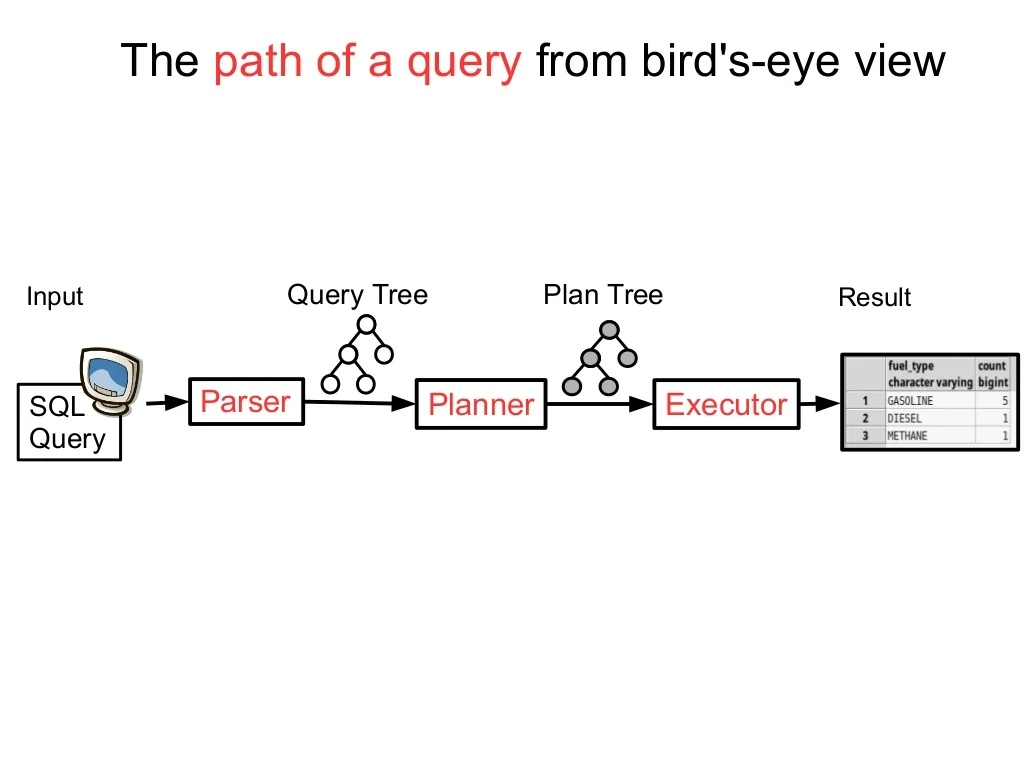 The path of a query from bird's-eye view
Input
Query Tree
Plan Tree
Result
SQL
Query
Parser
Planner
Executor
fuel_type count
character varying bigint
1 GASOLINE 5
2 DIESEL 1
3 METHANE 1